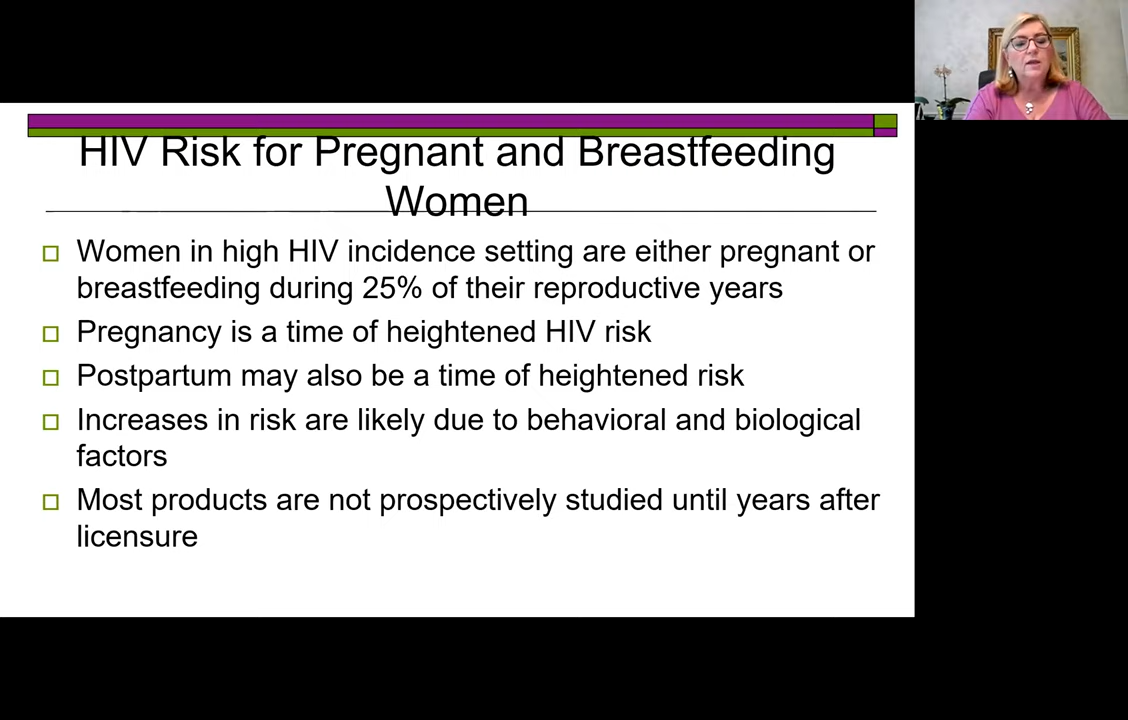 HIV Risk for Pregnant and Breastfeeding
Women
Women in high HIV incidence setting are either pregnant or
breastfeeding during 25% of their reproductive years
Pregnancy is a time of heightened HIV risk
Postpartum may also be a time of heightened risk
Increases in risk are likely due to behavioral and biological
factors
Most products are not prospectively studied until years after
licensure